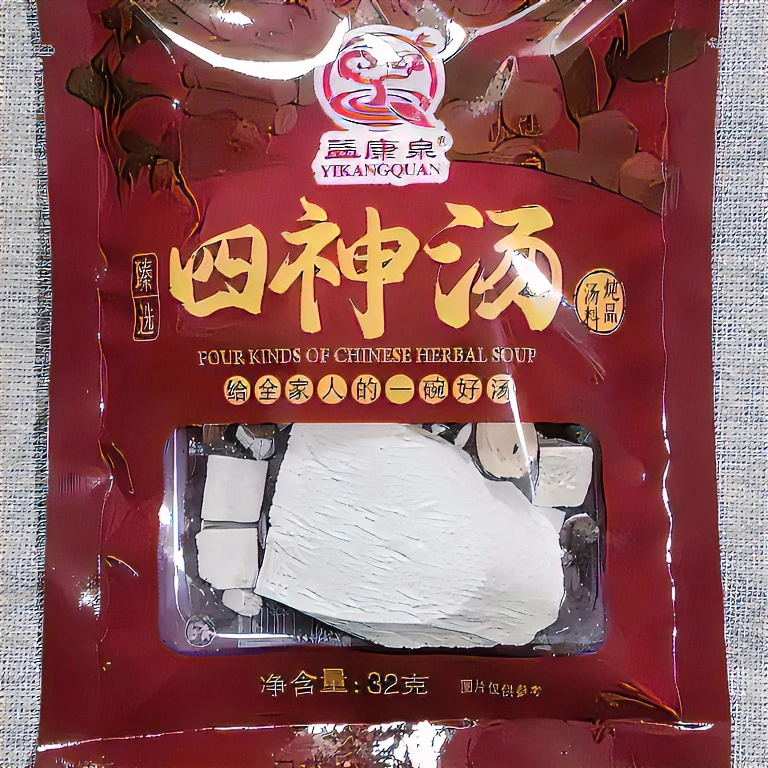 益康泉
YIKANGQUAN
四神汤
臻选
炖品汤料
FOUR KINDS OF CHINESE HERBAL SOUP
给全家人的一碗好汤
净含量:32克 图片仅供参考